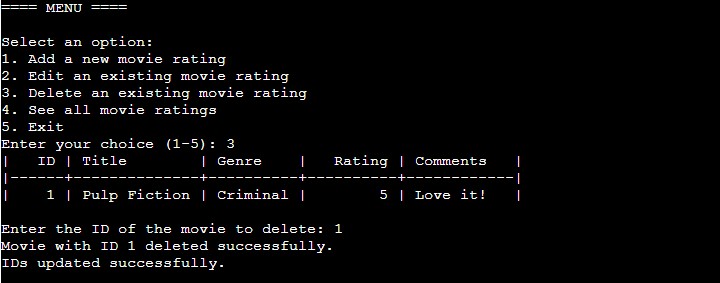 ==== MENU ====
Select an option:
1. Add a new movie rating
2. Edit an existing movie rating
3. Delete an existing movie rating
4. See all movie ratings
5. Exit
Enter your choice (1-5): 3
|   ID | Title        | Genre    |   Rating | Comments   |
|------+--------------+----------+----------+------------|
|    1 | Pulp Fiction | Criminal |        5 | Love it!   |
Enter the ID of the movie to delete: 1
Movie with ID 1 deleted successfully.
IDs updated successfully.